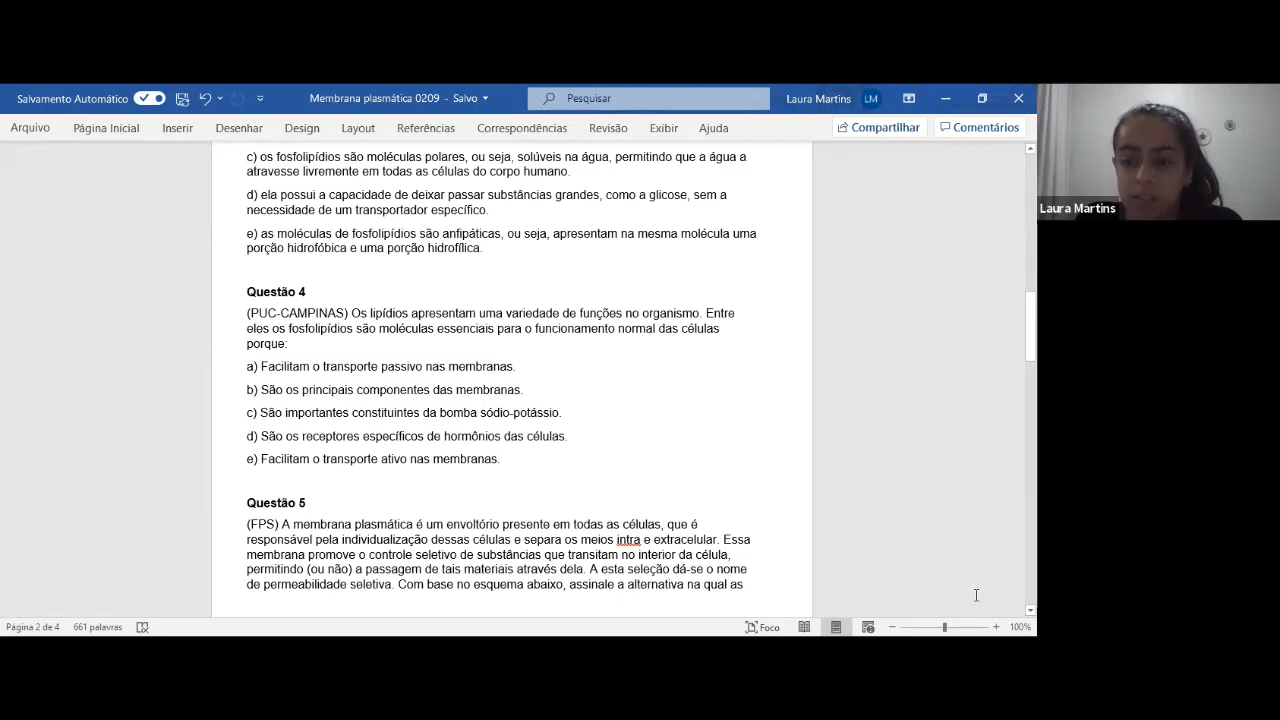 Salvamento Automático
Membrana plasmática 0209 - Salvo
Pesquisar
Laura Martins
LM
Arquivo Página Inicial Inserir Desenhar Design Layout Referências Correspondências Revisão Exibir Ajuda
Compartilhar
Comentários
c) os fosfolipídios são moléculas polares, ou seja, solúveis na água, permitindo que a água a
atravesse livremente em todas as células do corpo humano.
d) ela possui a capacidade de deixar passar substâncias grandes, como a glicose, sem a
necessidade de um transportador específico.
e) as moléculas de fosfolipídios são anfipáticas, ou seja, apresentam na mesma molécula uma
porção hidrofóbica e uma porção hidrofílica.
Questão 4
(PUC-CAMPINAS) Os lipídios apresentam uma variedade de funções no organismo. Entre
eles os fosfolipídios são moléculas essenciais para o funcionamento normal das células
porque:
a) Facilitam o transporte passivo nas membranas.
b) São os principais componentes das membranas.
c) São importantes constituintes da bomba sódio-potássio.
d) São os receptores específicos de hormônios das células.
e) Facilitam o transporte ativo nas membranas.
Questão 5
(FPS) A membrana plasmática é um envoltório presente em todas as células, que é
responsável pela individualização dessas células e separa os meios intra e extracelular. Essa
membrana promove o controle seletivo de substâncias que transitam no interior da célula,
permitindo (ou não) a passagem de tais materiais através dela. A esta seleção dá-se o nome
de permeabilidade seletiva. Com base no esquema abaixo, assinale a alternativa na qual as
Página 2 de 4 661 palavras
Foco
100%
Laura Martins